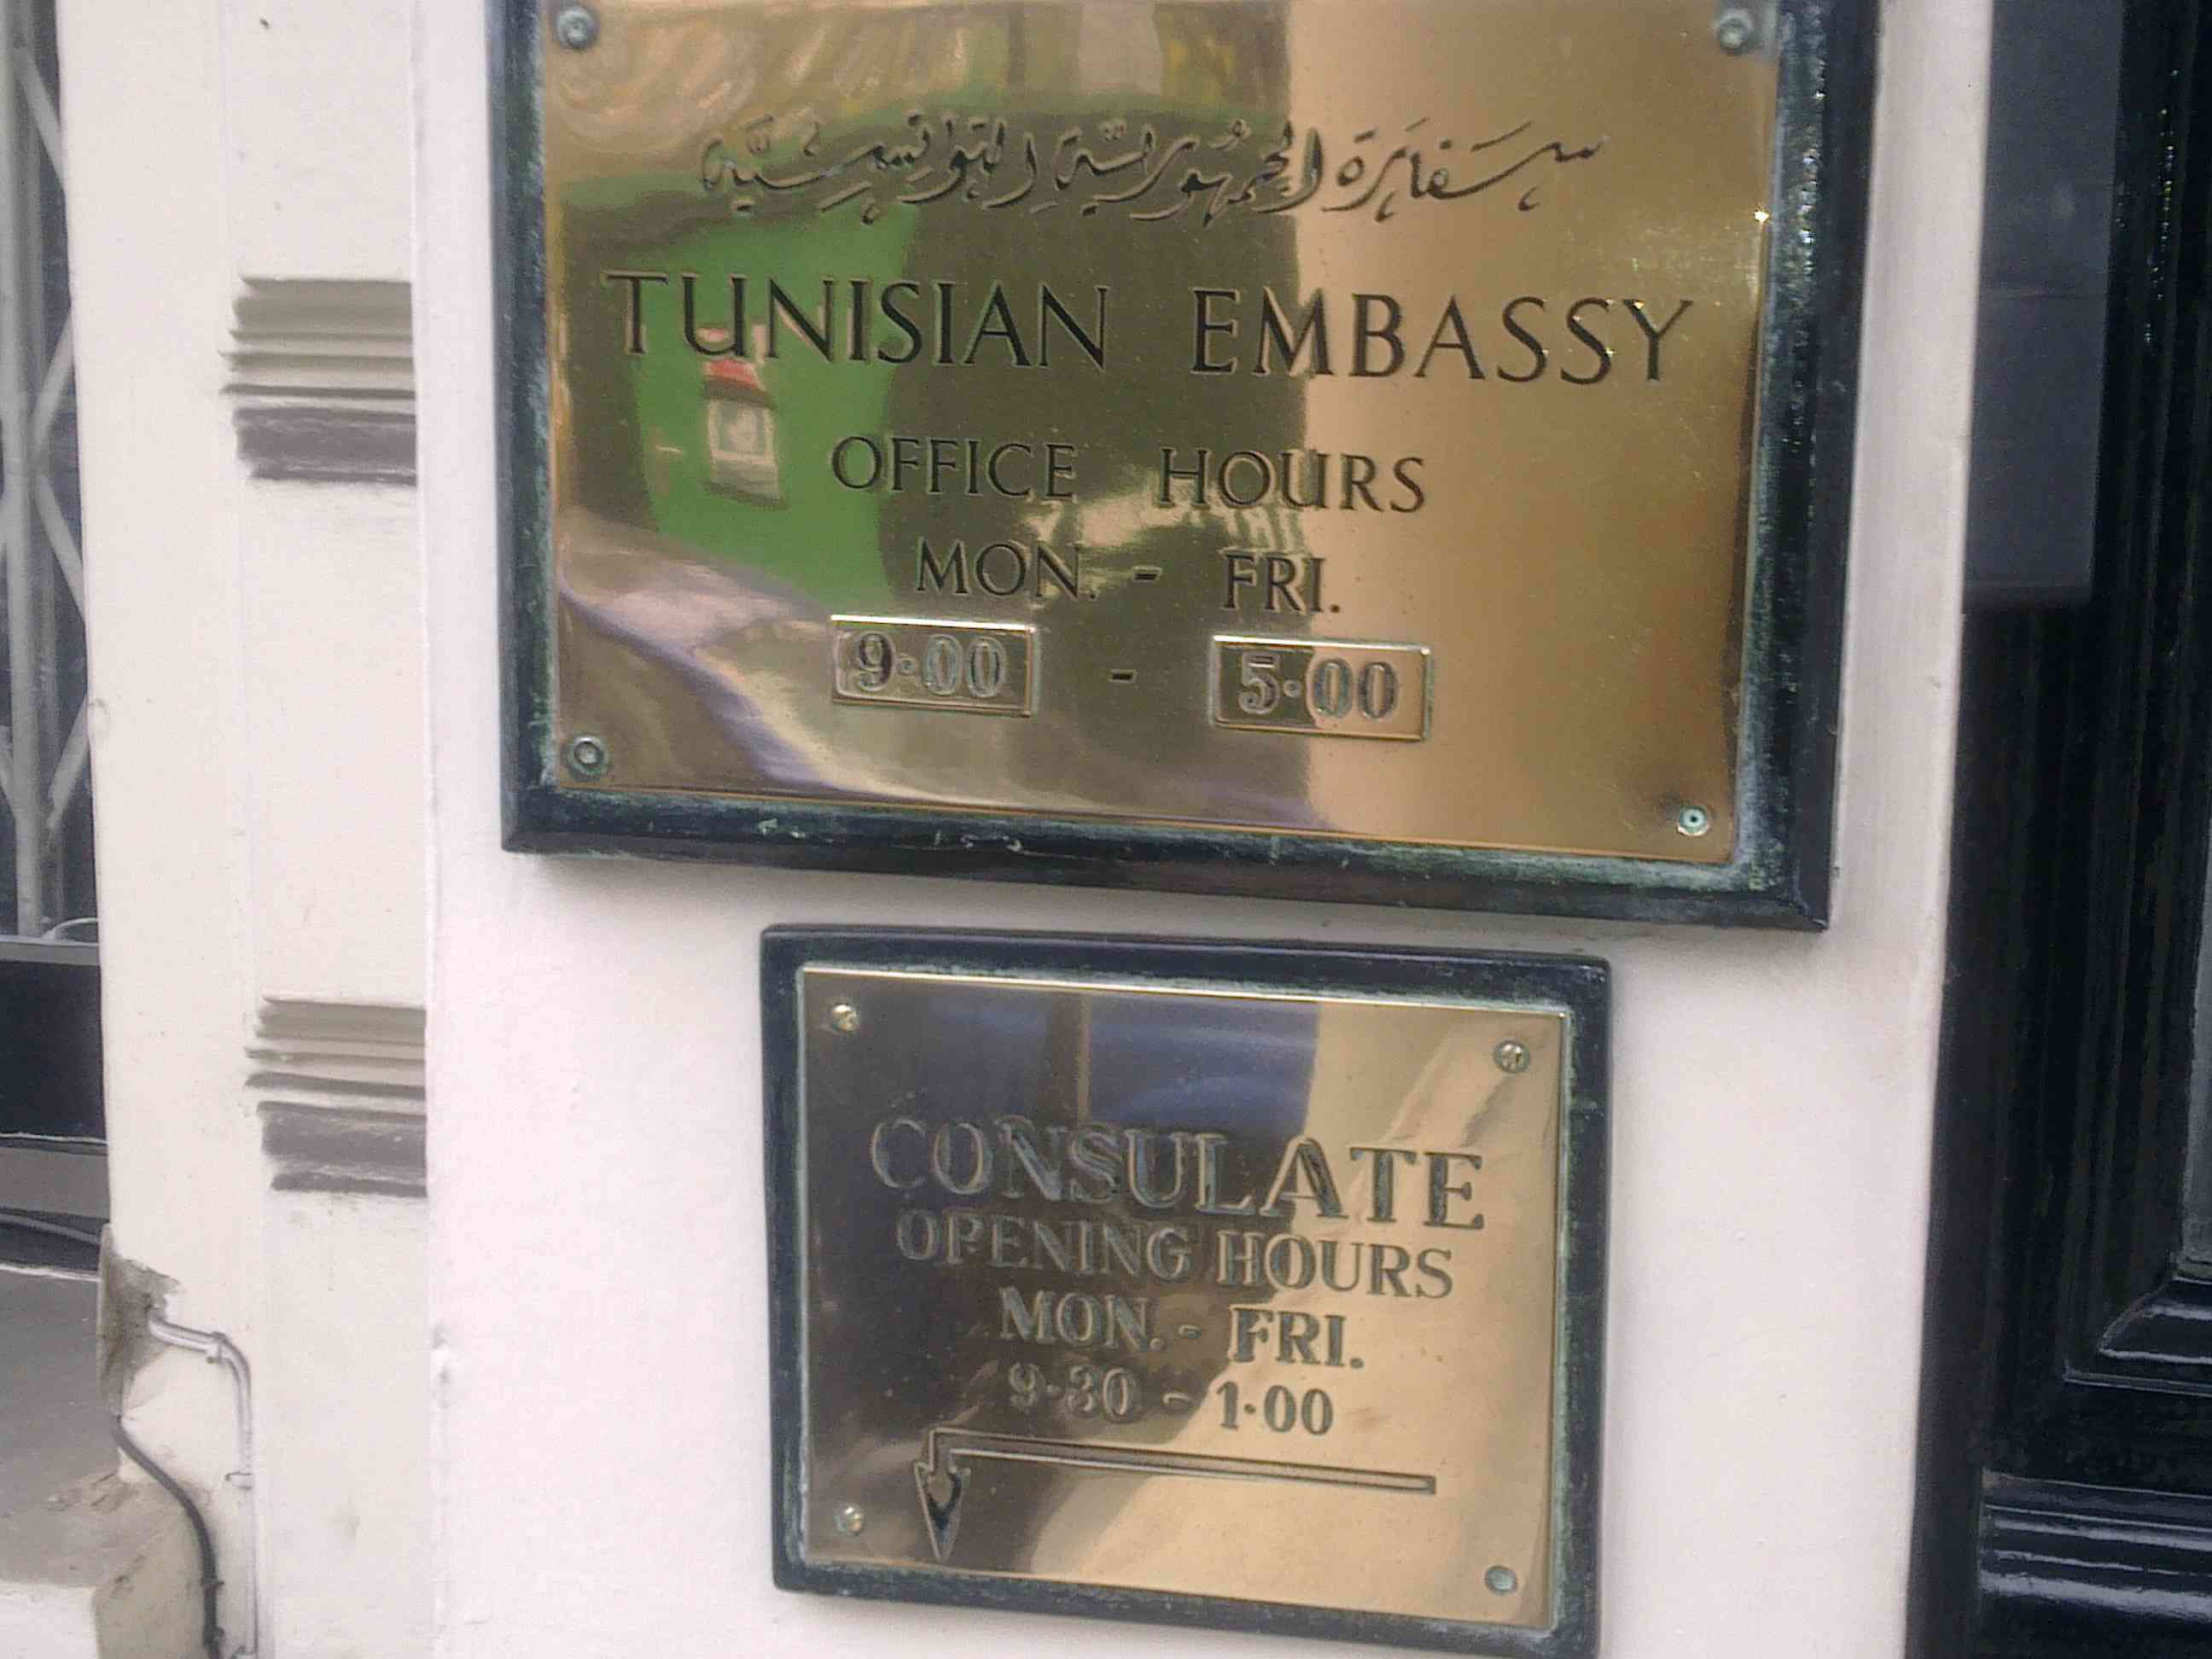 سفارة الجمهورية التونسية
TUNISIAN EMBASSY
OFFICE HOURS
MON. - FRI.
9·00 - 5·00
CONSULATE
OPENING HOURS
MON. - FRI.
9·30 - 1·00